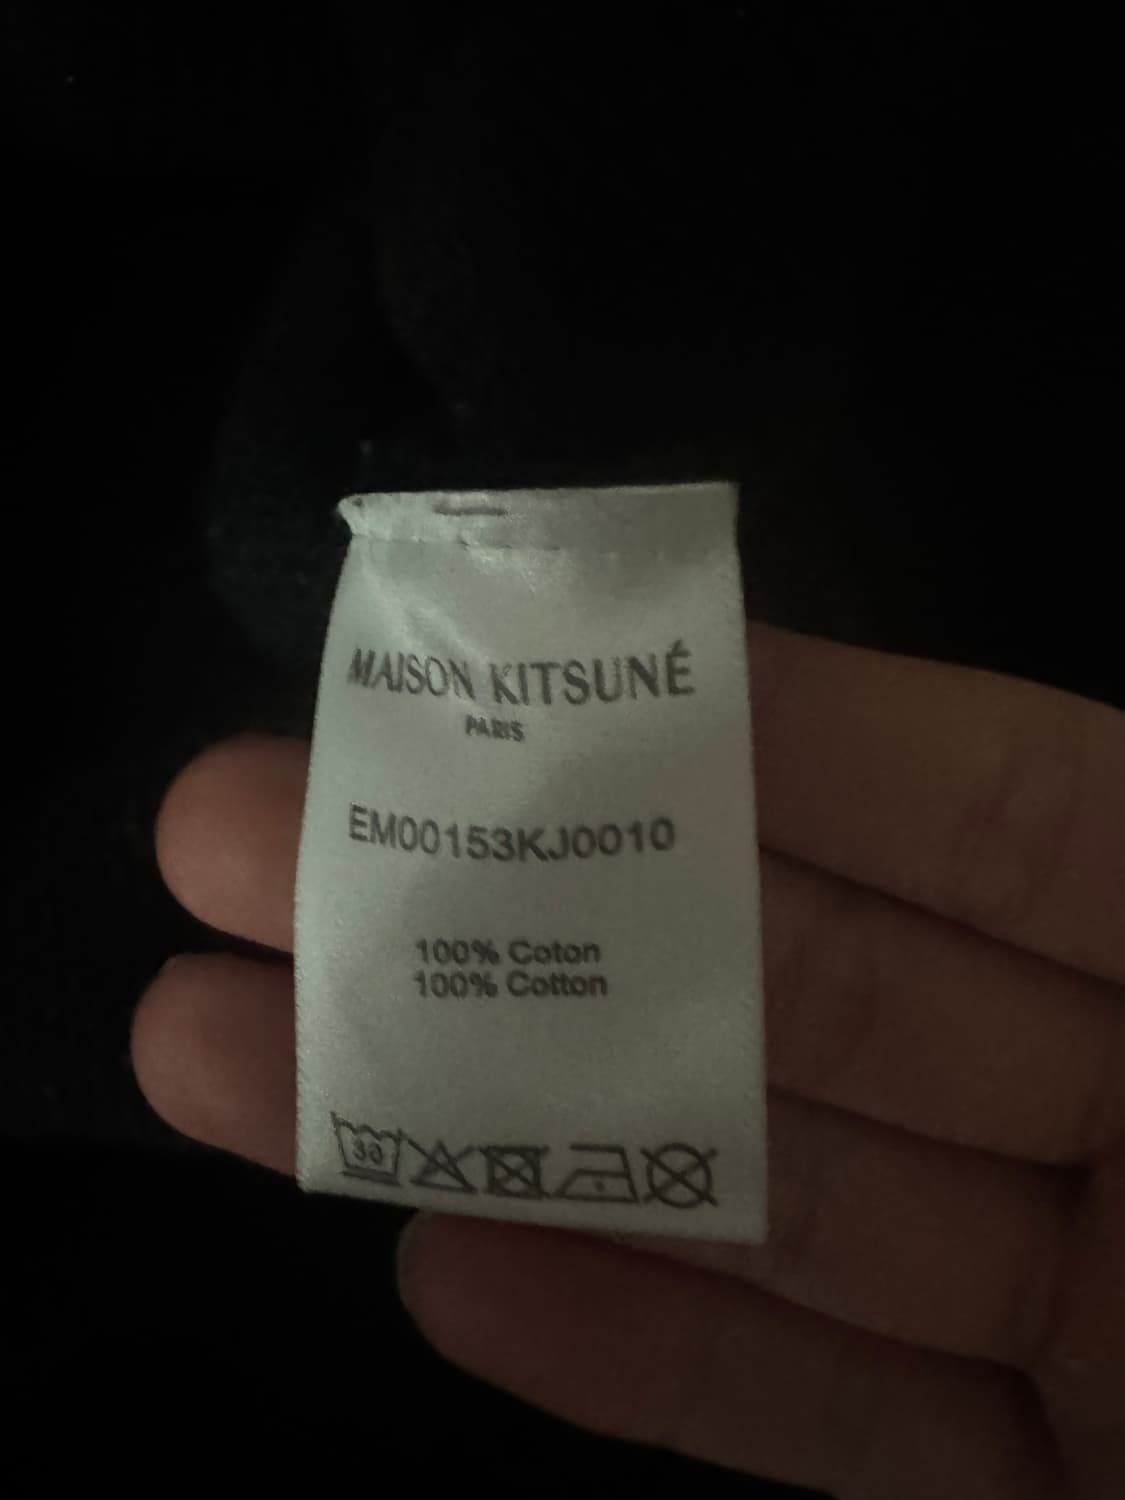 MAISON KITSUNÉ
PARIS
EM00153KJ0010
100% Coton
100% Cotton
30